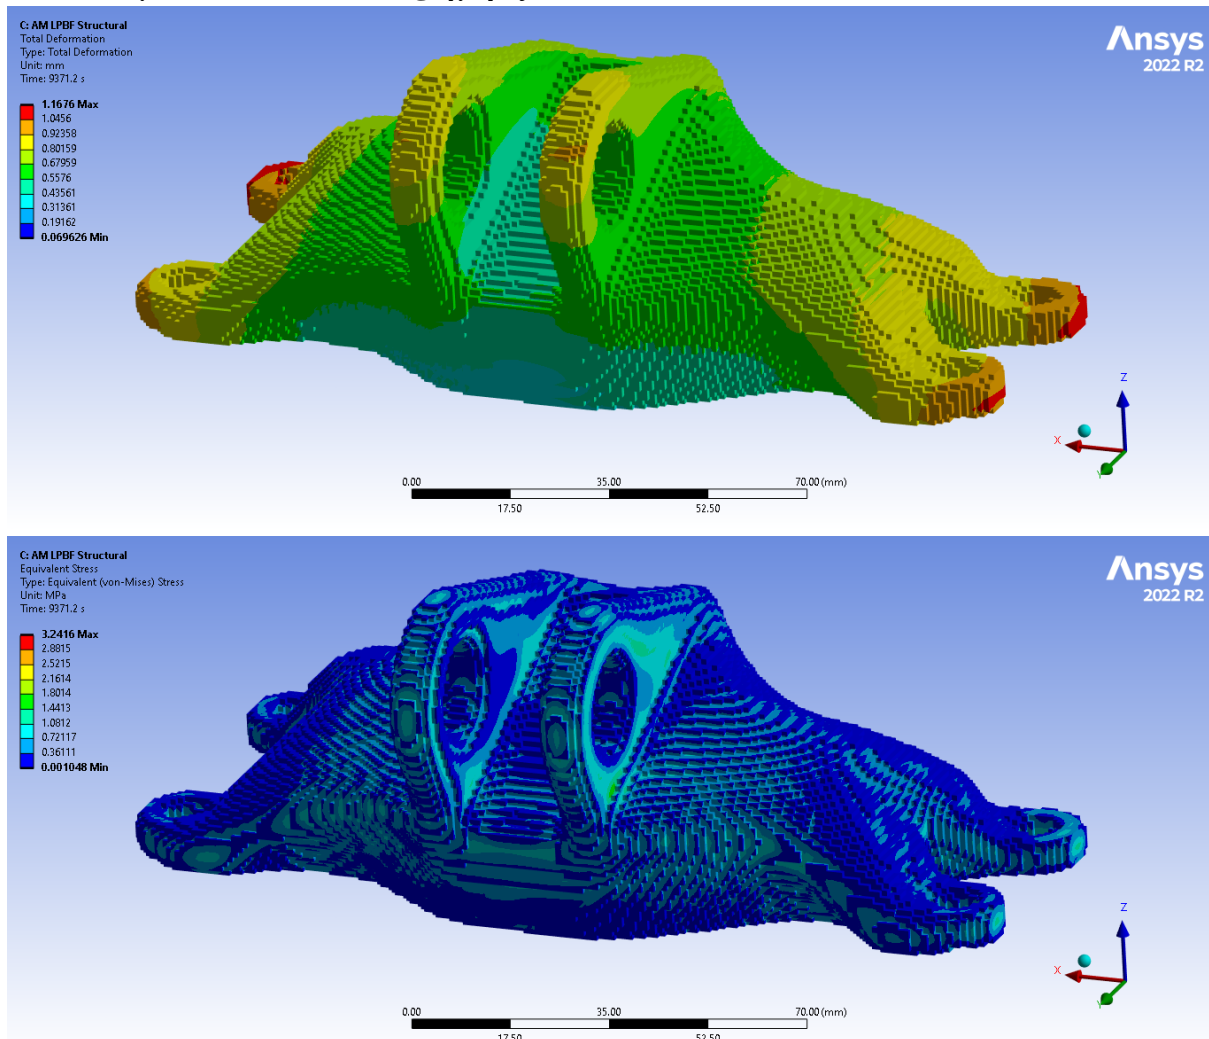 C: AM LPBF Structural
Total Deformation
Type: Total Deformation
Unit: mm
Time: 9371.2 s
1.1676 Max
1.0456
0.92358
0.80159
0.67959
0.5576
0.43561
0.31361
0.19162
0.069626 Min
Ansys
2022 R2
Z
X
Y
0.00 35.00 70.00 (mm)
17.50 52.50
C: AM LPBF Structural
Equivalent Stress
Type: Equivalent (von-Mises) Stress
Unit: MPa
Time: 9371.2 s
3.2416 Max
2.8815
2.5215
2.1614
1.8014
1.4413
1.0812
0.72117
0.36111
0.001048 Min
Ansys
2022 R2
Z
X
Y
0.00 35.00 70.00 (mm)
17.50 52.50